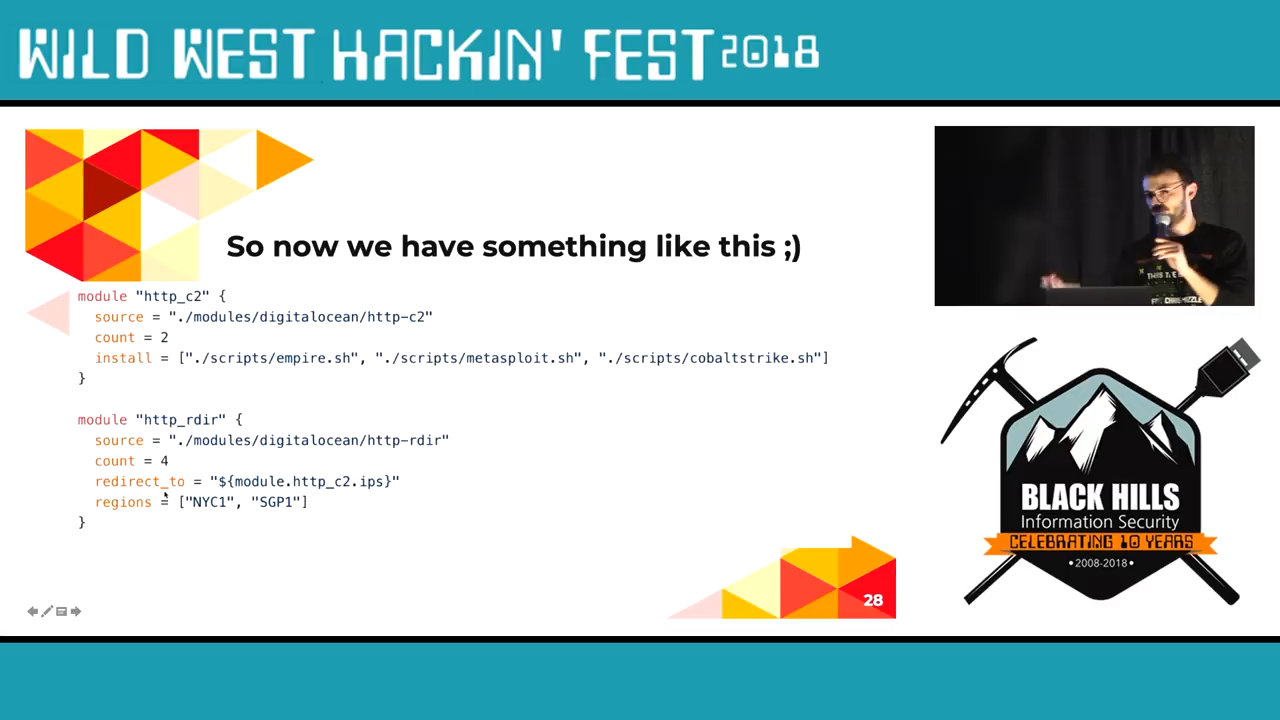 WILD WEST HACKIN' FEST 2018
So now we have something like this ;)
module "http_c2" {
source = "./modules/digitalocean/http-c2"
count = 2
install = ["./scripts/empire.sh", "./scripts/metasploit.sh", "./scripts/cobaltstrike.sh"]
}
module "http_rdir" {
source = "./modules/digitalocean/http-rdir"
count = 4
redirect_to = "${module.http_c2.ips}"
regions = ["NYC1", "SGP1"]
}
28
BLACK HILLS
Information Security
CELEBRATING 10 YEARS
•2008-2018•